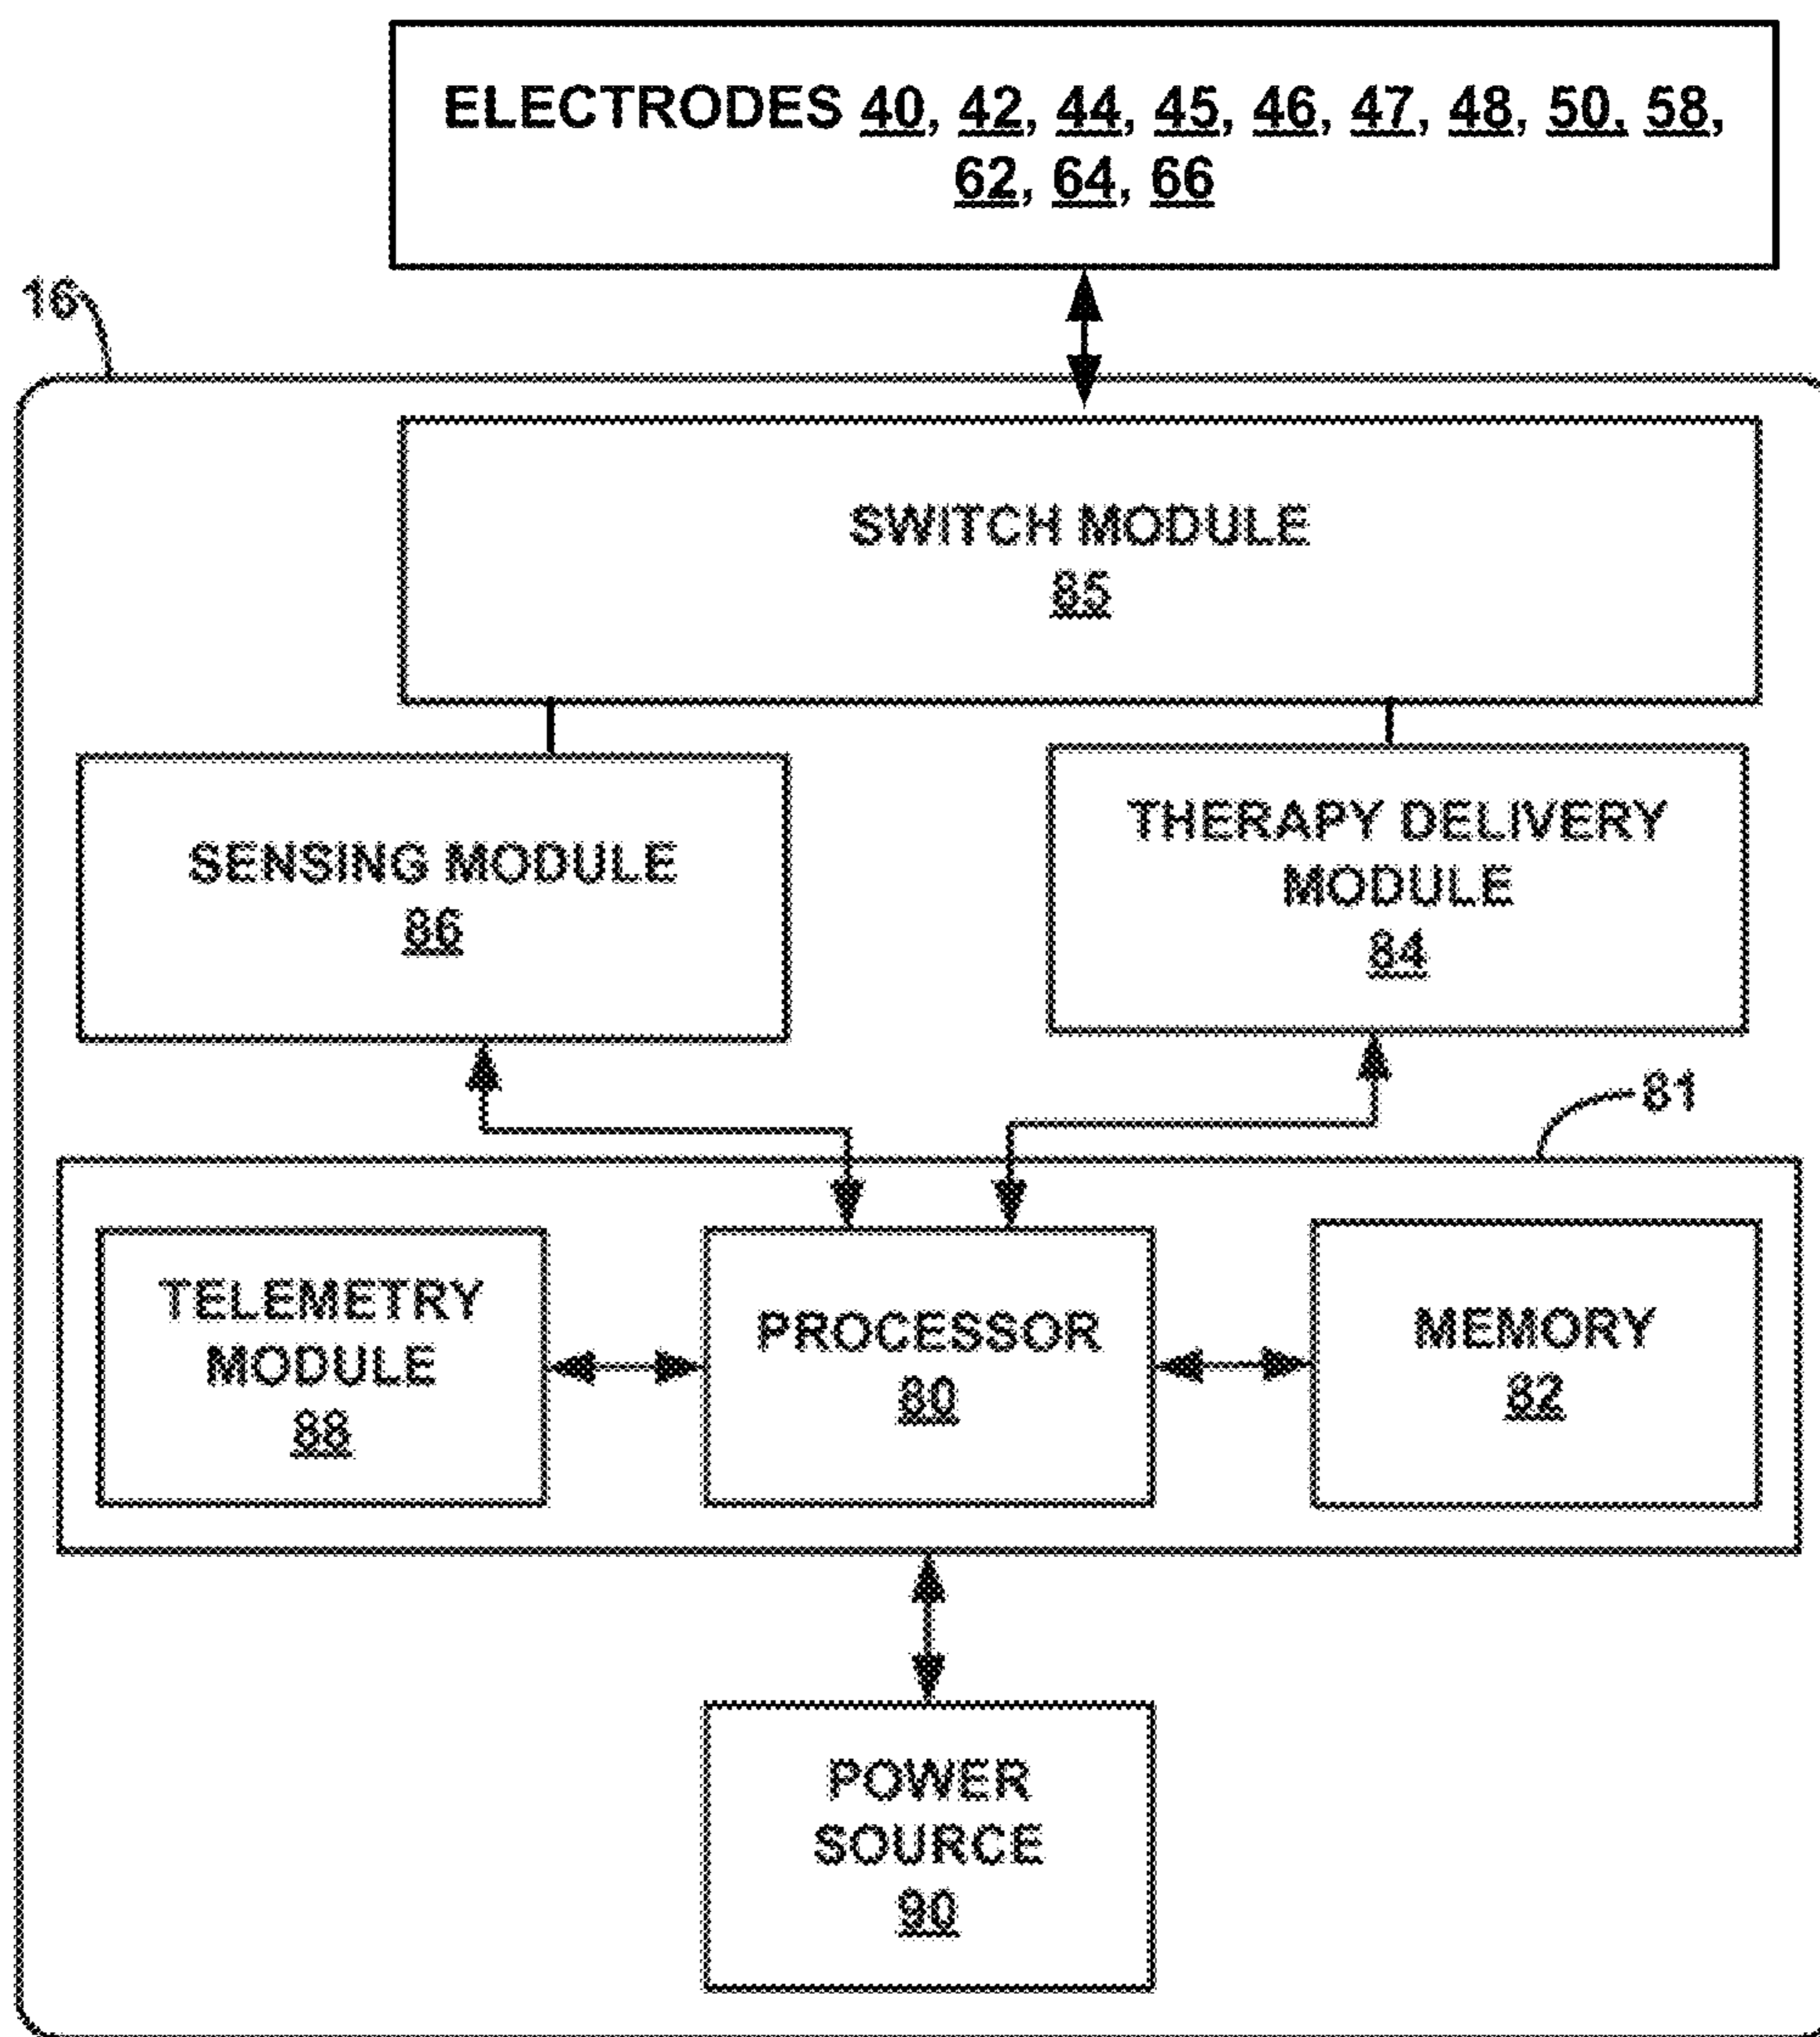 ELECTRODES 40, 42, 44, 45, 46, 47, 48, 50, 58,
62, 64, 66
16
SWITCH MODULE
85
SENSING MODULE
86
THERAPY DELIVERY
MODULE
84
81
TELEMETRY
MODULE
88
PROCESSOR
80
MEMORY
82
POWER
SOURCE
90